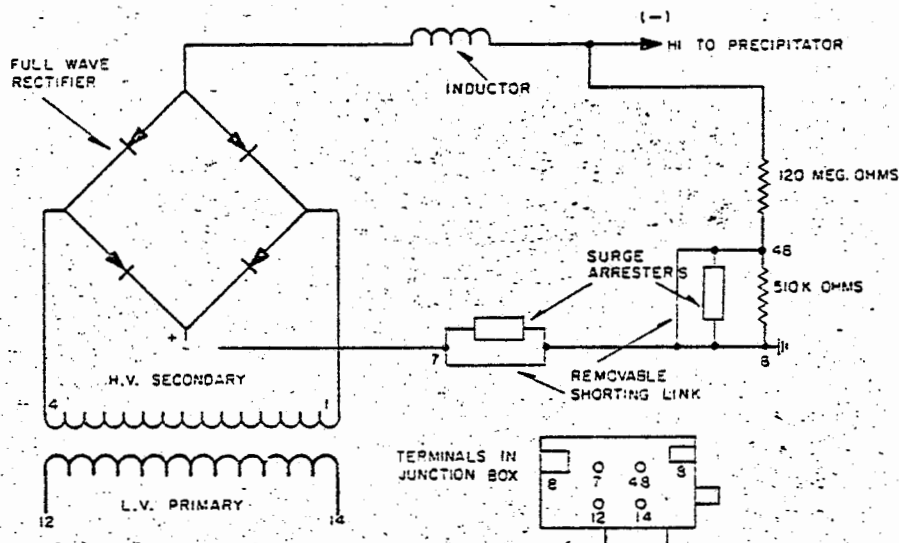 (-)
HI TO PRECIPITATOR
FULL WAVE
RECTIFIER
INDUCTOR
120 MEG. OHMS
48
SURGE
ARRESTERS
510K OHMS
+
-
7
8
H.V. SECONDARY
REMOVABLE
SHORTING LINK
4
1
TERMINALS IN
JUNCTION BOX
8
7
48
8
12
14
L.V. PRIMARY
12
14